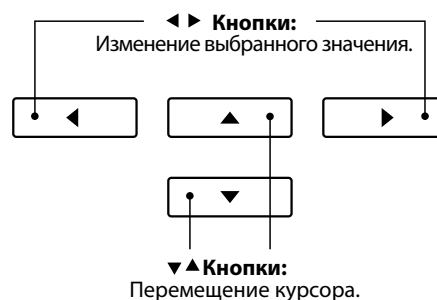 ◀ ▶ Кнопки:
Изменение выбранного значения.
▼▲Кнопки:
Перемещение курсора.